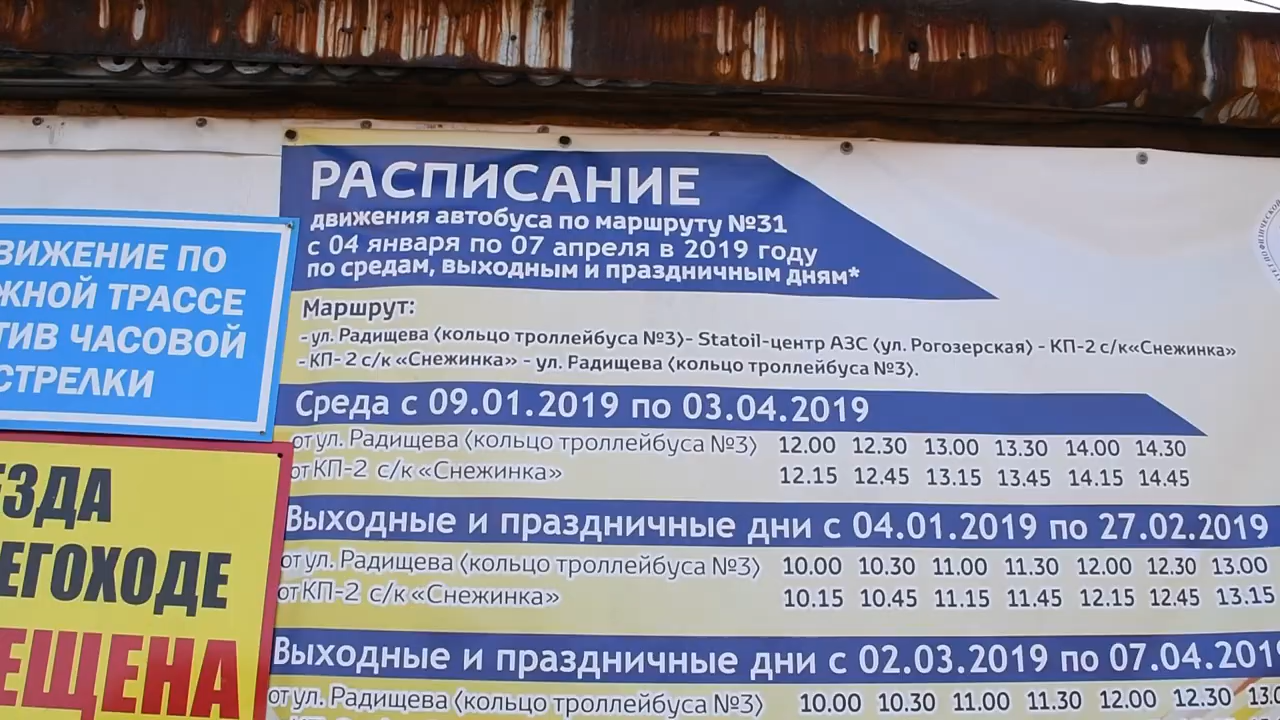 РАСПИСАНИЕ
движения автобуса по маршруту №31
с 04 января по 07 апреля в 2019 году
по средам, выходным и праздничным дням*
Маршрут:
- ул. Радищева (кольцо троллейбуса №3)- Statoil-центр АЗС (ул. Рогозерская) - КП-2 с/к«Снежинка»
- КП- 2 с/к «Снежинка» - ул. Радищева (кольцо троллейбуса №3).
Среда с 09.01.2019 по 03.04.2019
от ул. Радищева (кольцо троллейбуса №3) 12.00 12.30 13.00 13.30 14.00 14.30
от КП-2 с/к «Снежинка» 12.15 12.45 13.15 13.45 14.15 14.45
Выходные и праздничные дни с 04.01.2019 по 27.02.2019
от ул. Радищева (кольцо троллейбуса №3) 10.00 10.30 11.00 11.30 12.00 12.30 13.00
от КП-2 с/к «Снежинка» 10.15 10.45 11.15 11.45 12.15 12.45 13.15
Выходные и праздничные дни с 02.03.2019 по 07.04.2019
от ул. Радищева (кольцо троллейбуса №3) 10.00 10.30 11.00 11.30 12.00 12.30
ВИЖЕНИЕ ПО
ЖНОЙ ТРАССЕ
ТИВ ЧАСОВОЙ
СТРЕЛКИ
ЕЗДА
ЕГОХОДЕ
ЕЩЕНА